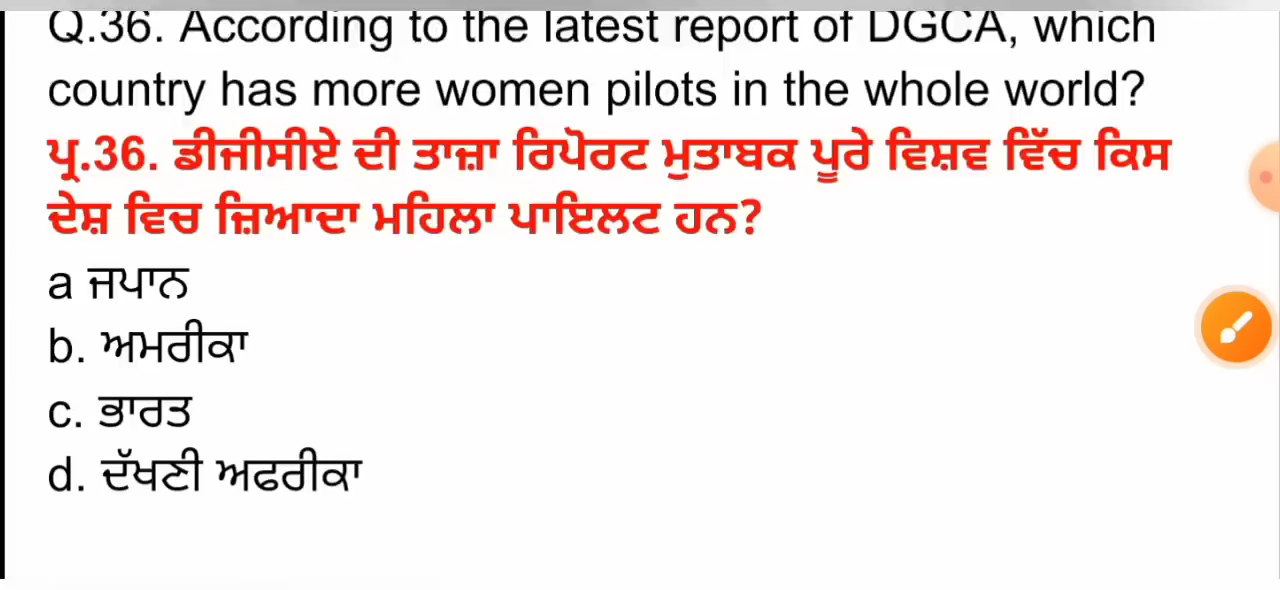 Q.36. According to the latest report of DGCA, which
country has more women pilots in the whole world?
ਪ੍ਰ.36. ਡੀਜੀਸੀਏ ਦੀ ਤਾਜ਼ਾ ਰਿਪੋਰਟ ਮੁਤਾਬਕ ਪੂਰੇ ਵਿਸ਼ਵ ਵਿੱਚ ਕਿਸ
ਦੇਸ਼ ਵਿਚ ਜ਼ਿਆਦਾ ਮਹਿਲਾ ਪਾਇਲਟ ਹਨ?
a ਜਪਾਨ
b. ਅਮਰੀਕਾ
c. ਭਾਰਤ
d. ਦੱਖਣੀ ਅਫਰੀਕਾ